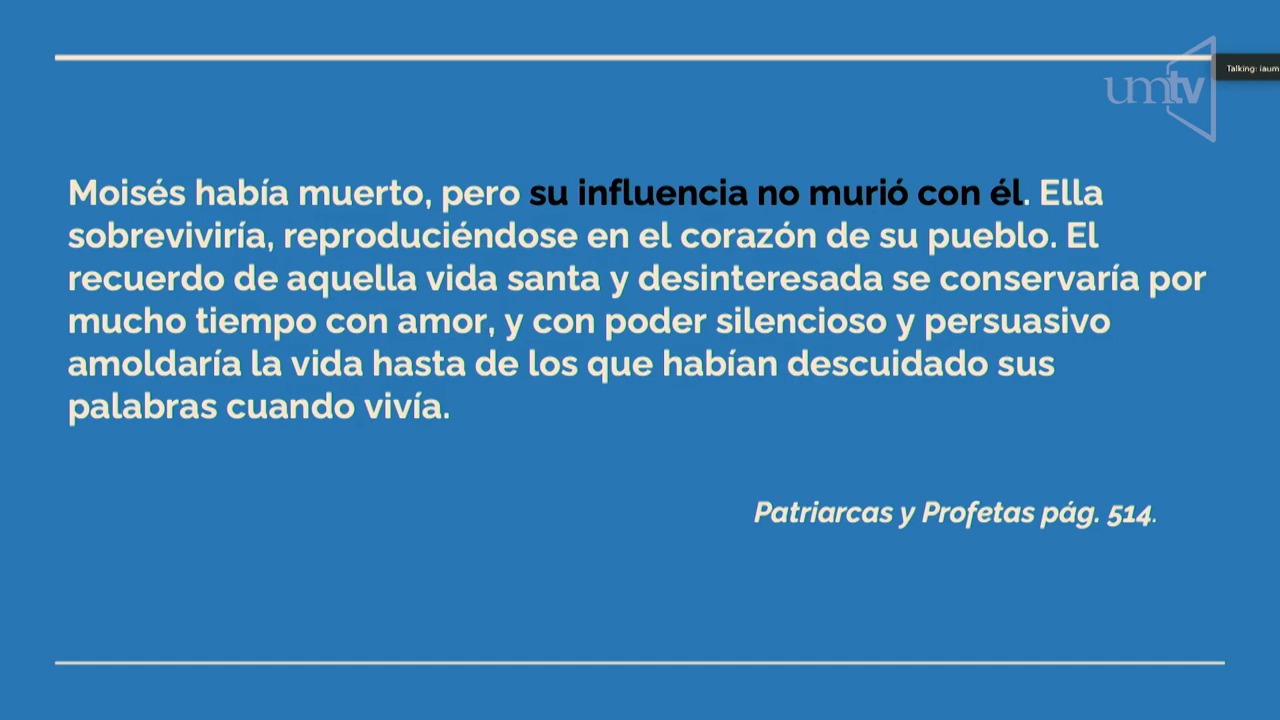 umtv
Talking: iaum
Moisés había muerto, pero su influencia no murió con él. Ella
sobreviviría, reproduciéndose en el corazón de su pueblo. El
recuerdo de aquella vida santa y desinteresada se conservaría por
mucho tiempo con amor, y con poder silencioso y persuasivo
amoldaría la vida hasta de los que habían descuidado sus
palabras cuando vivía.
Patriarcas y Profetas pág. 514.